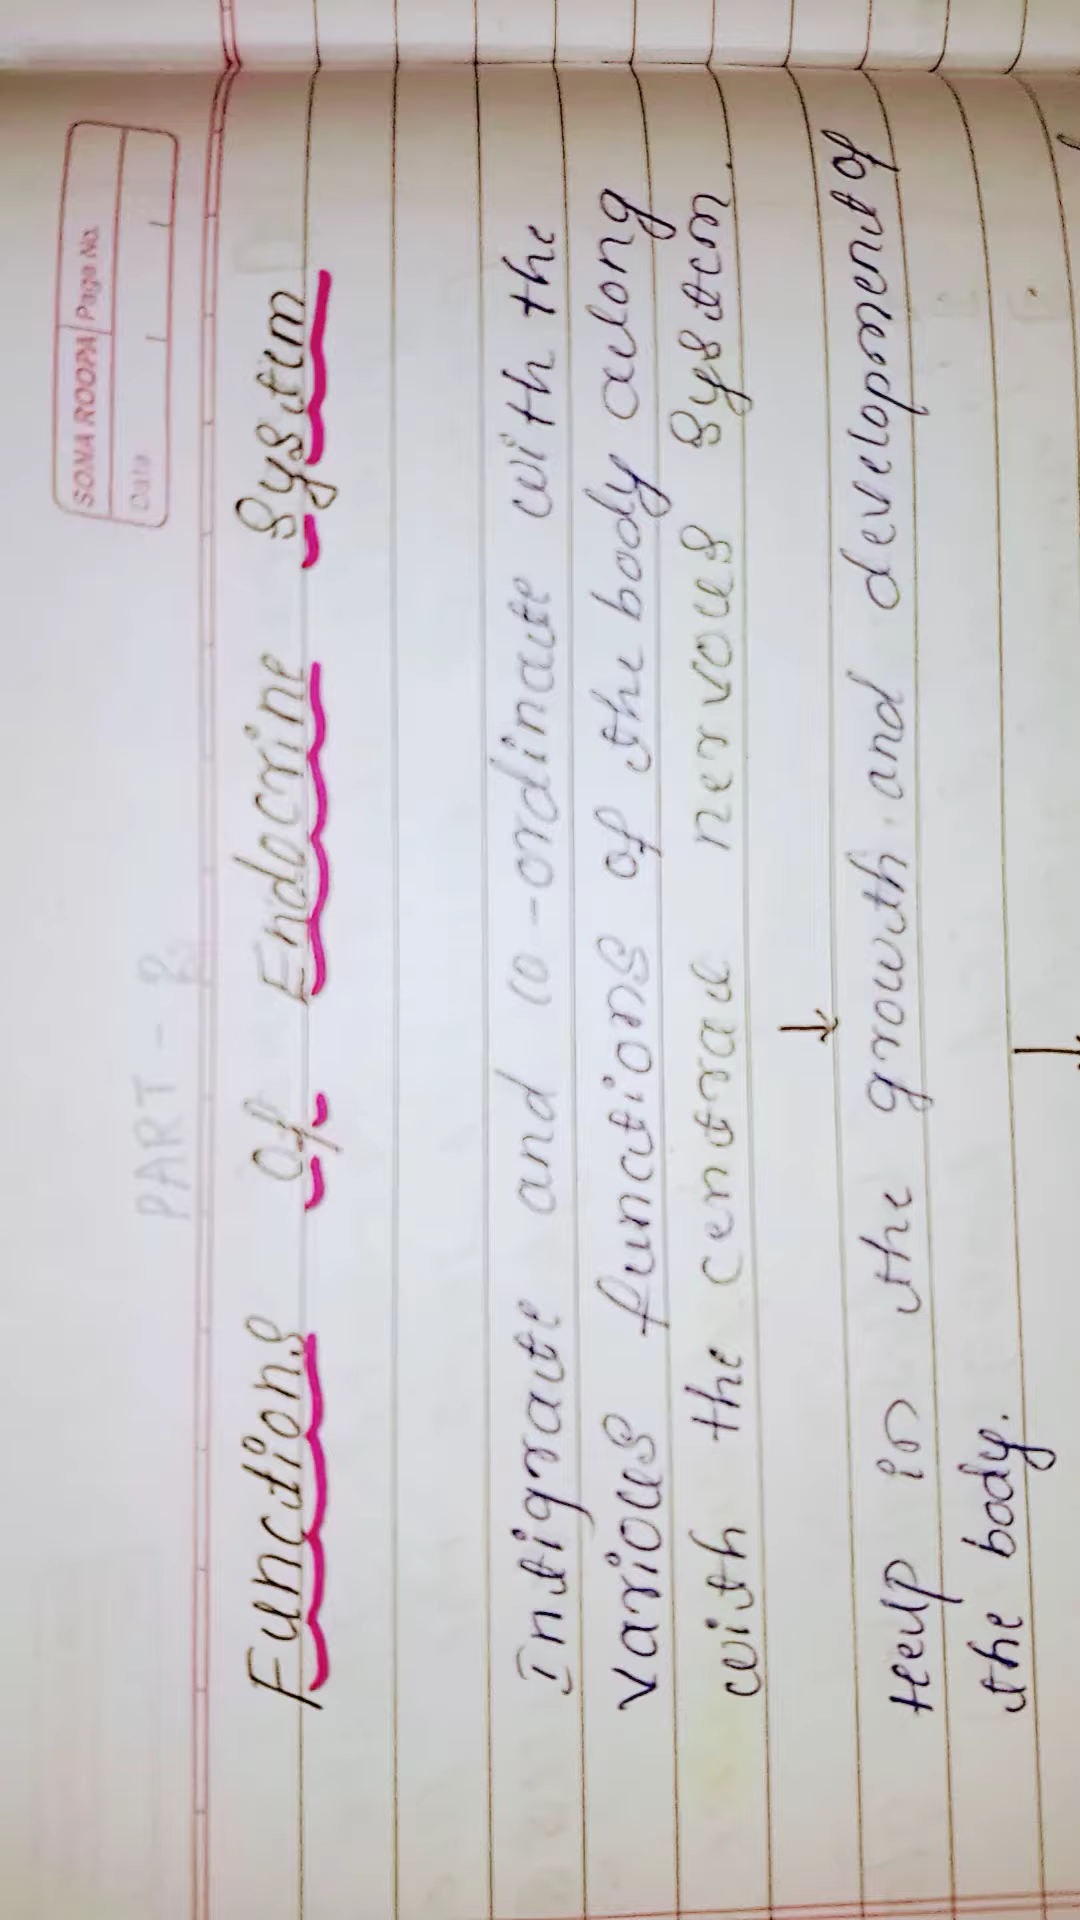 SONA ROOPA Page No.
Date
PART - 2
Functions of Endocrine System
Intigrate and co-ordinate with the
various functions of the body along
with the central nervous system.
↓
Help in the growth and development of
the body.
↓